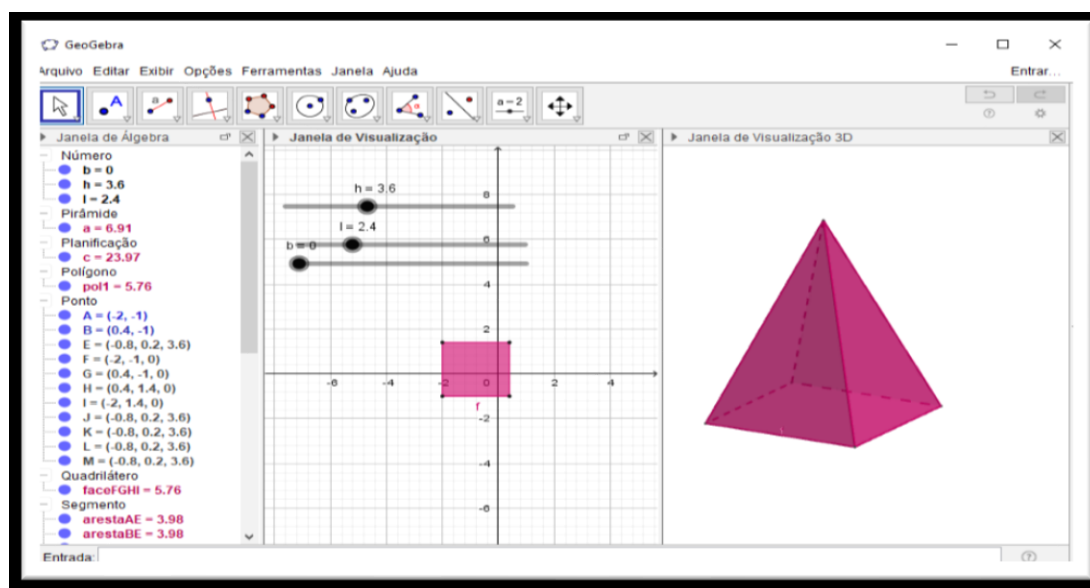 GeoGebra
Arquivo Editar Exibir Opções Ferramentas Janela Ajuda
Entrar...
A
a
α
a=2
Janela de Álgebra
Janela de Visualização
Janela de Visualização 3D
Número
b = 0
h = 3.6
l = 2.4
Pirâmide
a = 6.91
Planificação
c = 23.97
Polígono
pol1 = 5.76
Ponto
A = (-2, -1)
B = (0.4, -1)
E = (-0.8, 0.2, 3.6)
F = (-2, -1, 0)
G = (0.4, -1, 0)
H = (0.4, 1.4, 0)
I = (-2, 1.4, 0)
J = (-0.8, 0.2, 3.6)
K = (-0.8, 0.2, 3.6)
L = (-0.8, 0.2, 3.6)
M = (-0.8, 0.2, 3.6)
Quadrilátero
faceFGHI = 5.76
Segmento
arestaAE = 3.98
arestaBE = 3.98
h = 3.6
l = 2.4
b = 0
8
6
4
2
-6 -4 -2 0 2 4
f
-2
-4
-6
Entrada: